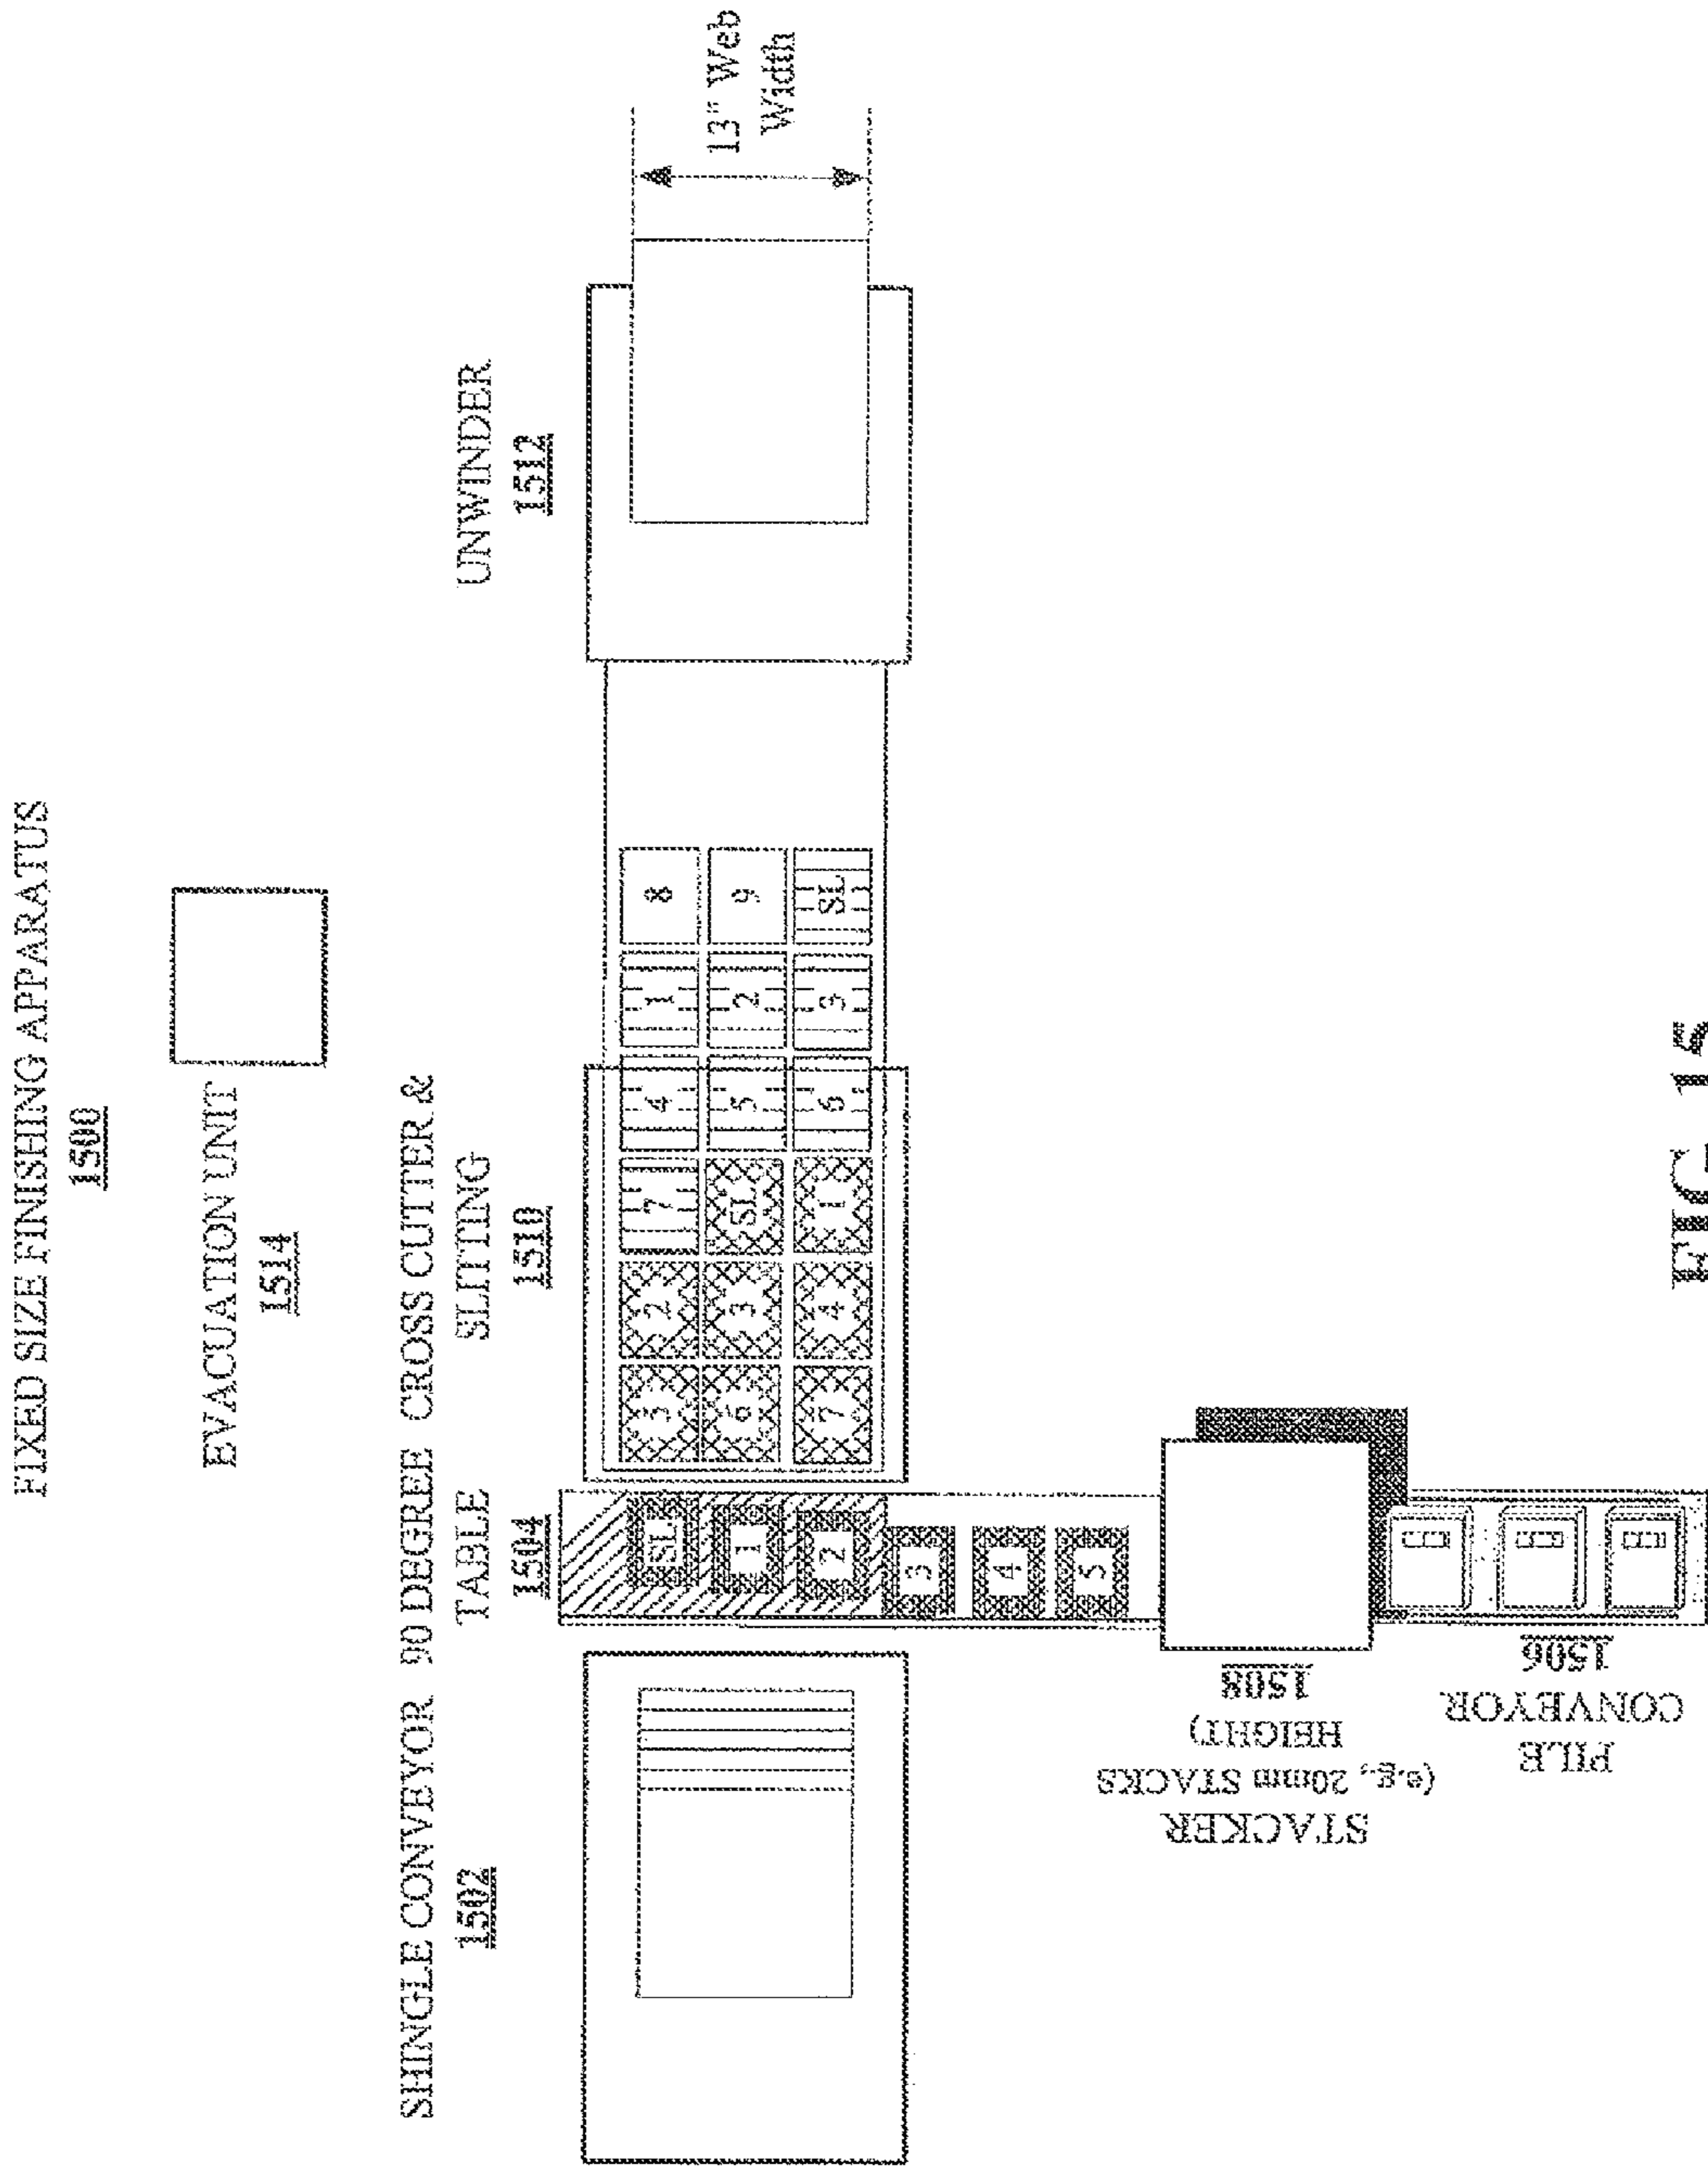 FIXED SIZE FINISHING APPARATUS
1500
EVACUATION UNIT
1514
SHINGLE CONVEYOR
1502
90 DEGREE
TABLE
1504
CROSS CUTTER &
SLITTING
1510
UNWINDER
1512
13" Web
Width
SL 5 2 7 4 1 8
1 6 3 SL 5 2 9
2 7 4 1 6 3 SL
3
4
5
STACKER
(e.g., 20mm STACKS
HEIGHT)
1508
PILE
CONVEYOR
1506
FIG. 15